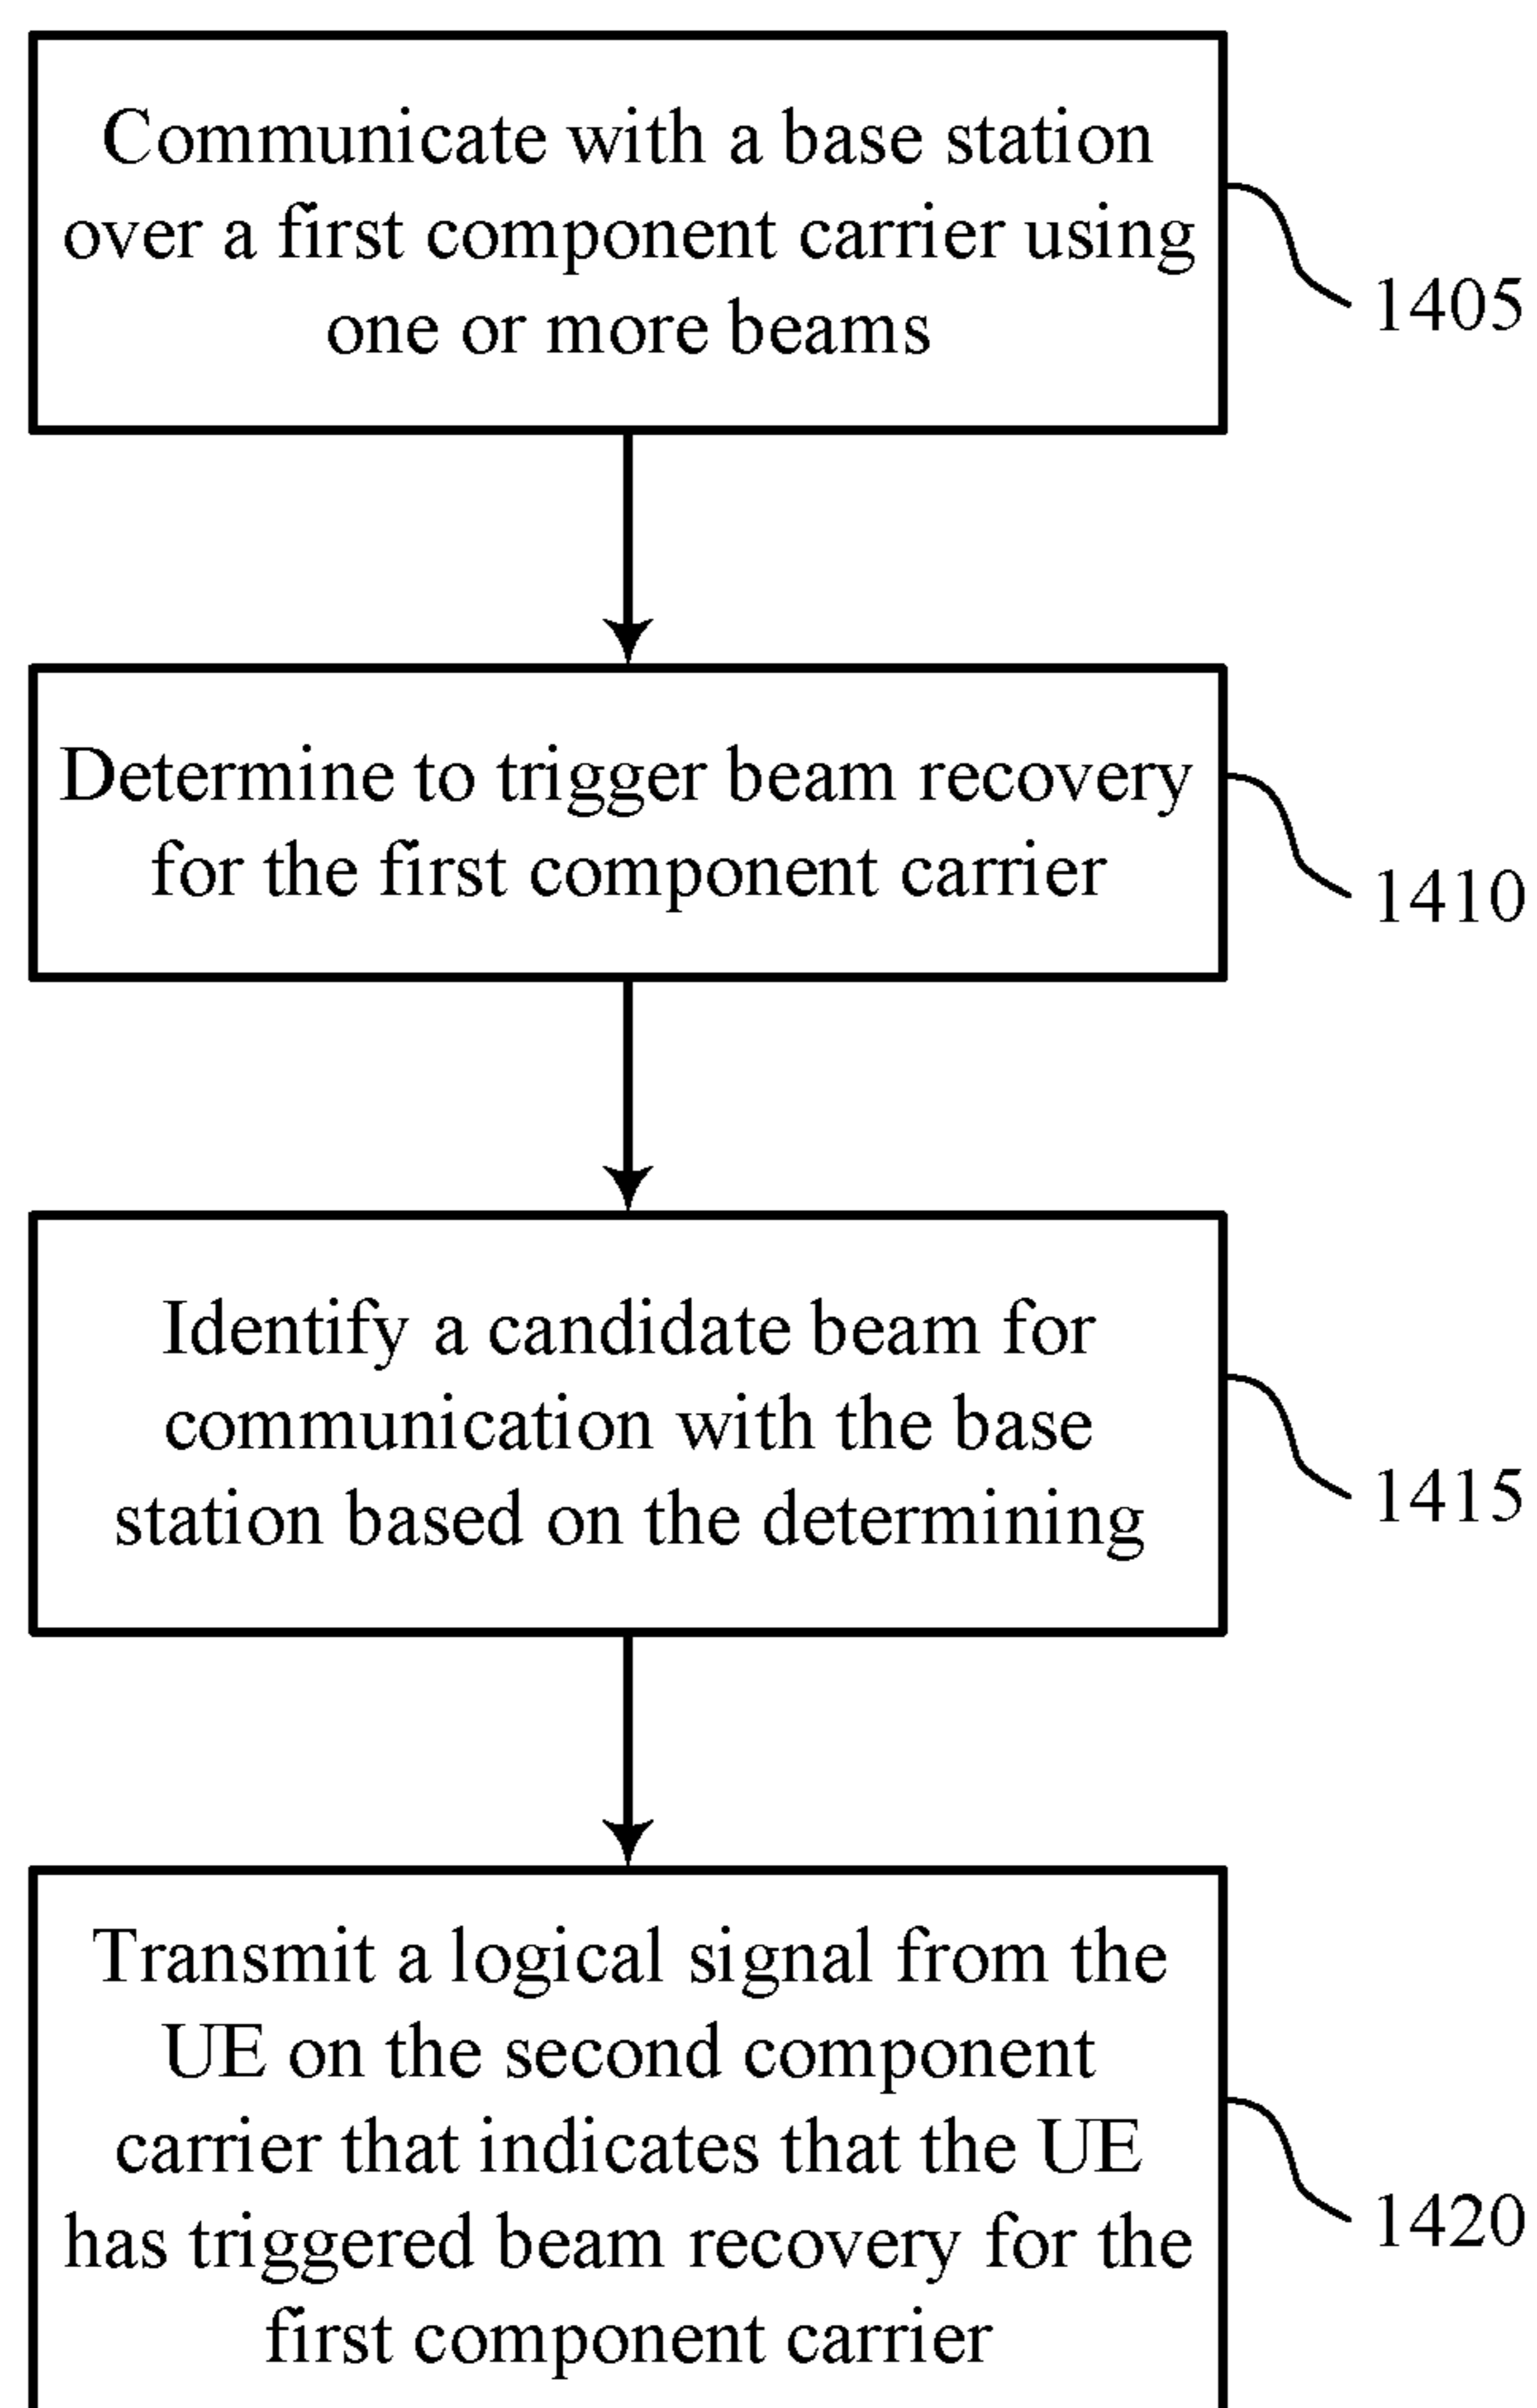 Communicate with a base station
over a first component carrier using
one or more beams
1405
Determine to trigger beam recovery
for the first component carrier
1410
Identify a candidate beam for
communication with the base
station based on the determining
1415
Transmit a logical signal from the
UE on the second component
carrier that indicates that the UE
has triggered beam recovery for the
first component carrier
1420